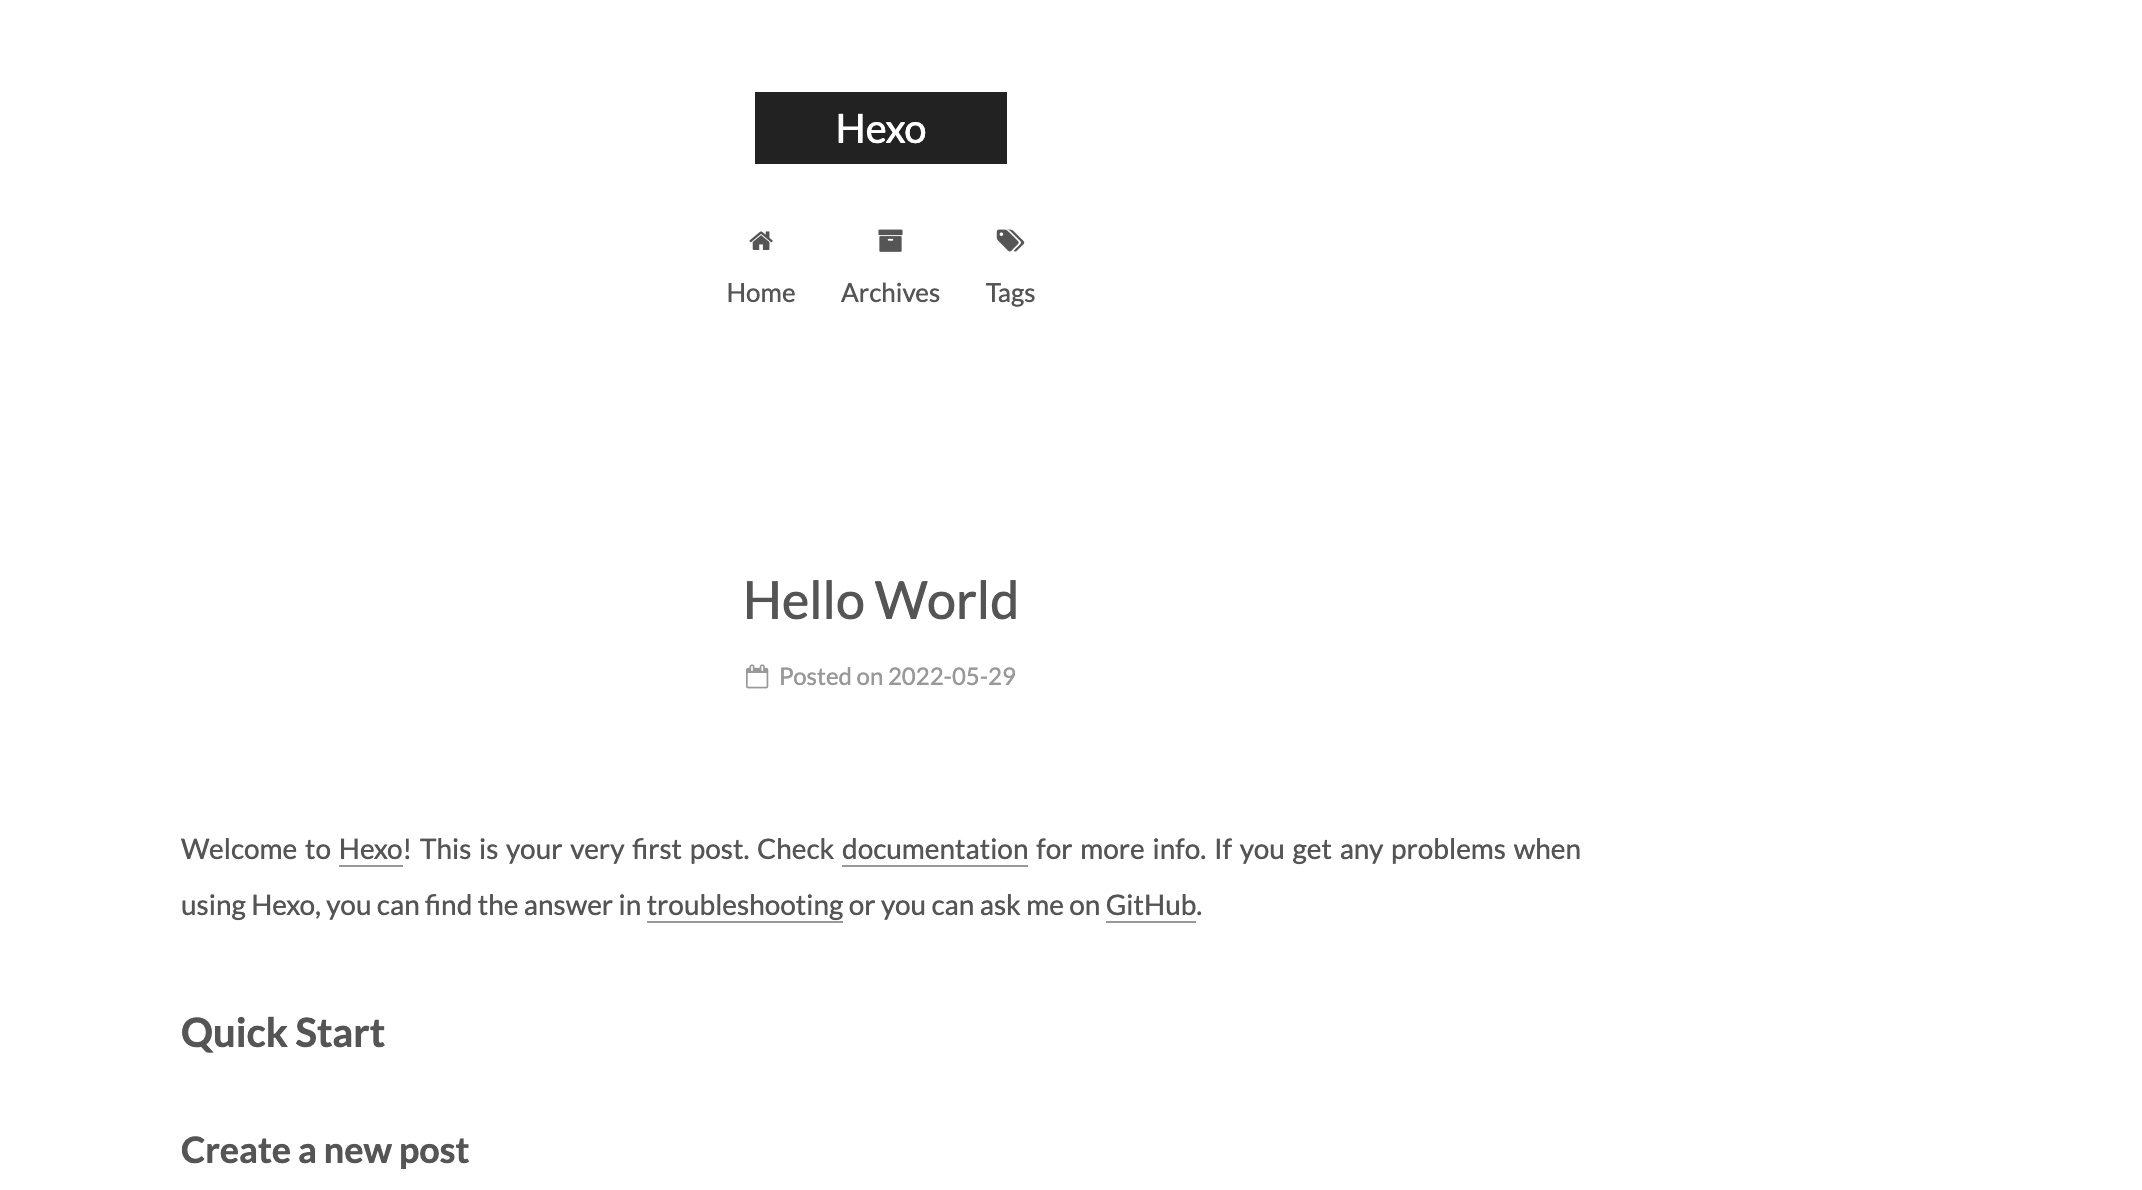 Hexo
Home Archives Tags
Hello World
Posted on 2022-05-29
Welcome to Hexo! This is your very first post. Check documentation for more info. If you get any problems when
using Hexo, you can find the answer in troubleshooting or you can ask me on GitHub.
Quick Start
Create a new post